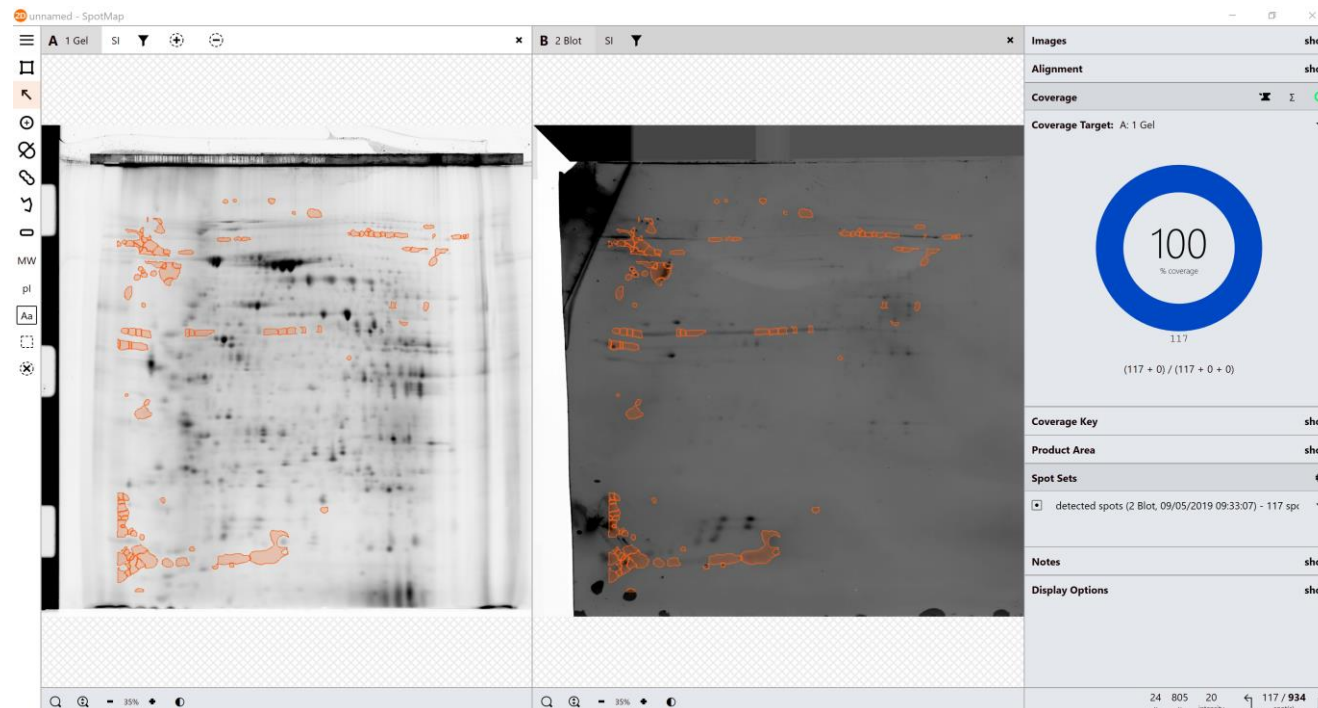 2D unnamed - SpotMap
A 1 Gel SI
B 2 Blot SI
MW
pI
Aa
35%
35%
Images
Alignment
Coverage Σ
Coverage Target: A: 1 Gel
100
% coverage
117
(117 + 0) / (117 + 0 + 0)
Coverage Key
Product Area
Spot Sets
detected spots (2 Blot, 09/05/2019 09:33:07) - 117
Notes
Display Options
24 805 20 117 / 934